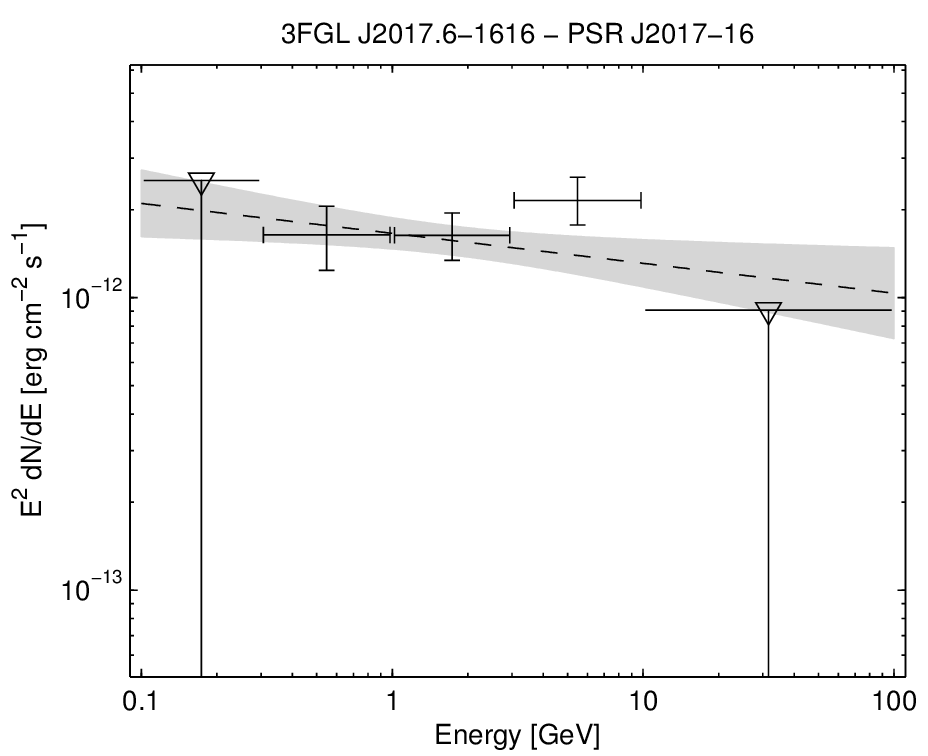 3FGL J2017.6−1616 − PSR J2017−16
E² dN/dE [erg cm⁻² s⁻¹]
10⁻¹²
10⁻¹³
0.1 1 10 100
Energy [GeV]